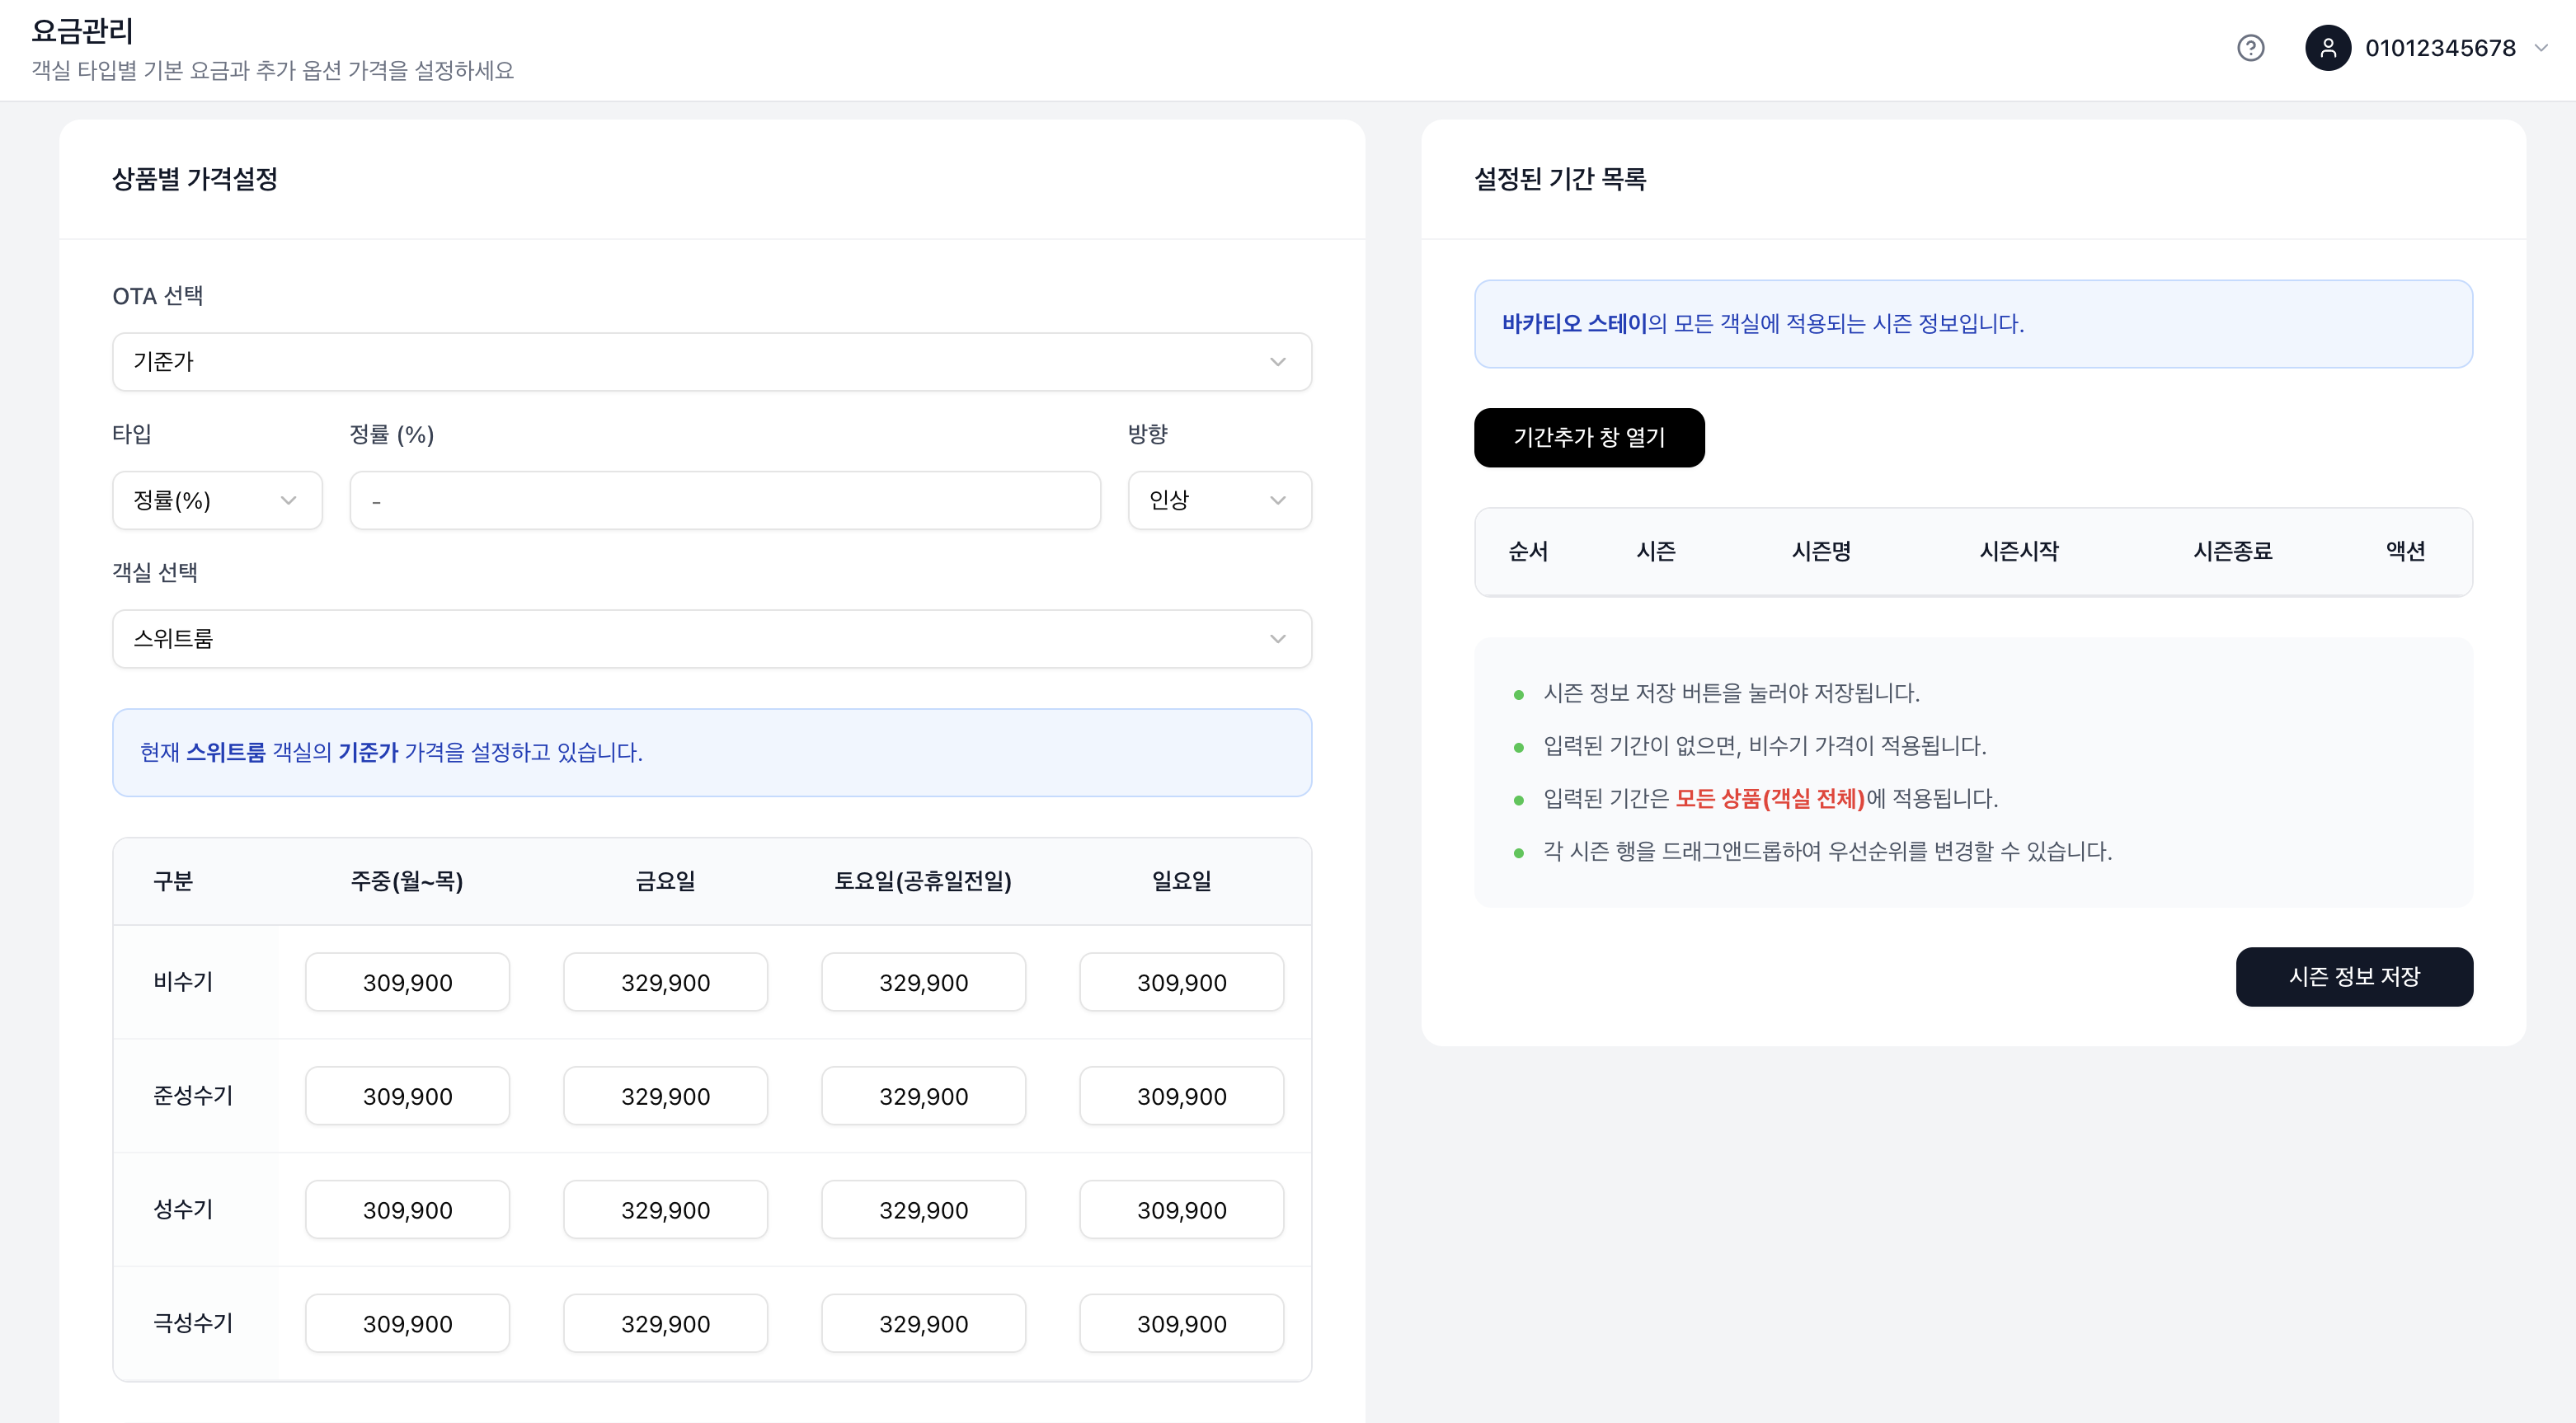 요금관리
객실 타입별 기본 요금과 추가 옵션 가격을 설정하세요
01012345678
상품별 가격설정
OTA 선택
기준가
타입 정률 (%) 방향
정률(%) - 인상
객실 선택
스위트룸
현재 스위트룸 객실의 기준가 가격을 설정하고 있습니다.
구분 주중(월~목) 금요일 토요일(공휴일전일) 일요일
비수기 309,900 329,900 329,900 309,900
준성수기 309,900 329,900 329,900 309,900
성수기 309,900 329,900 329,900 309,900
극성수기 309,900 329,900 329,900 309,900
설정된 기간 목록
바카티오 스테이의 모든 객실에 적용되는 시즌 정보입니다.
기간추가 창 열기
순서 시즌 시즌명 시즌시작 시즌종료 액션
시즌 정보 저장 버튼을 눌러야 저장됩니다.
입력된 기간이 없으면, 비수기 가격이 적용됩니다.
입력된 기간은 모든 상품(객실 전체)에 적용됩니다.
각 시즌 행을 드래그앤드롭하여 우선순위를 변경할 수 있습니다.
시즌 정보 저장